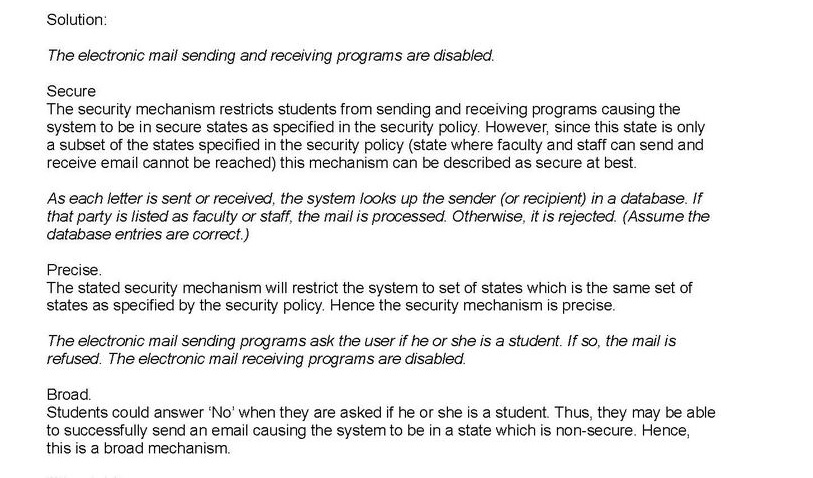 Solution:
The electronic mail sending and receiving programs are disabled.
Secure
The security mechanism restricts students from sending and receiving programs causing the
system to be in secure states as specified in the security policy. However, since this state is only
a subset of the states specified in the security policy (state where faculty and staff can send and
receive email cannot be reached) this mechanism can be described as secure at best.
As each letter is sent or received, the system looks up the sender (or recipient) in a database. If
that party is listed as faculty or staff, the mail is processed. Otherwise, it is rejected. (Assume the
database entries are correct.)
Precise.
The stated security mechanism will restrict the system to set of states which is the same set of
states as specified by the security policy. Hence the security mechanism is precise.
The electronic mail sending programs ask the user if he or she is a student. If so, the mail is
refused. The electronic mail receiving programs are disabled.
Broad.
Students could answer ‘No’ when they are asked if he or she is a student. Thus, they may be able
to successfully send an email causing the system to be in a state which is non-secure. Hence,
this is a broad mechanism.